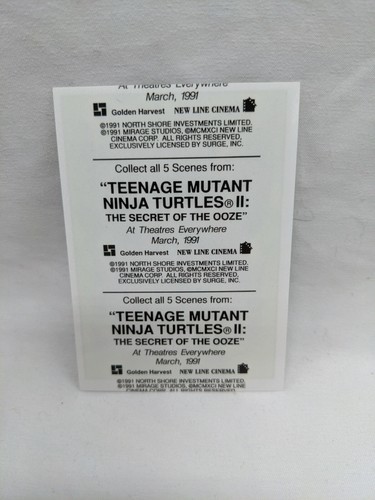 At Theatres Everywhere
March, 1991
Golden Harvest NEW LINE CINEMA
©1991 NORTH SHORE INVESTMENTS LIMITED.
©1991 MIRAGE STUDIOS, ©MCMXCI NEW LINE
CINEMA CORP. ALL RIGHTS RESERVED,
EXCLUSIVELY LICENSED BY SURGE, INC.
Collect all 5 Scenes from:
"TEENAGE MUTANT
NINJA TURTLES® II:
THE SECRET OF THE OOZE"
At Theatres Everywhere
March, 1991
Golden Harvest NEW LINE CINEMA
©1991 NORTH SHORE INVESTMENTS LIMITED.
©1991 MIRAGE STUDIOS, ©MCMXCI NEW LINE
CINEMA CORP. ALL RIGHTS RESERVED,
EXCLUSIVELY LICENSED BY SURGE, INC.
Collect all 5 Scenes from:
"TEENAGE MUTANT
NINJA TURTLES® II:
THE SECRET OF THE OOZE"
At Theatres Everywhere
March, 1991
Golden Harvest NEW LINE CINEMA
©1991 NORTH SHORE INVESTMENTS LIMITED.
©1991 MIRAGE STUDIOS, ©MCMXCI NEW LINE
CINEMA CORP. ALL RIGHTS RESERVED